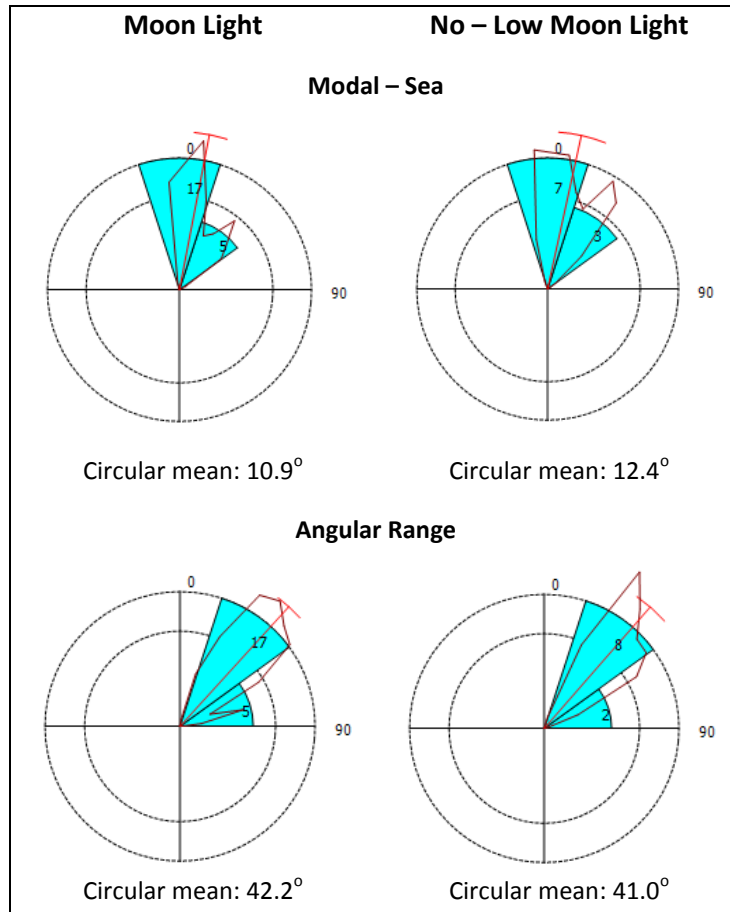 Moon Light No – Low Moon Light
Modal – Sea
0 0
17 7
5 3
90 90
Circular mean: 10.9° Circular mean: 12.4°
Angular Range
0 0
17 8
5 2
90 90
Circular mean: 42.2° Circular mean: 41.0°